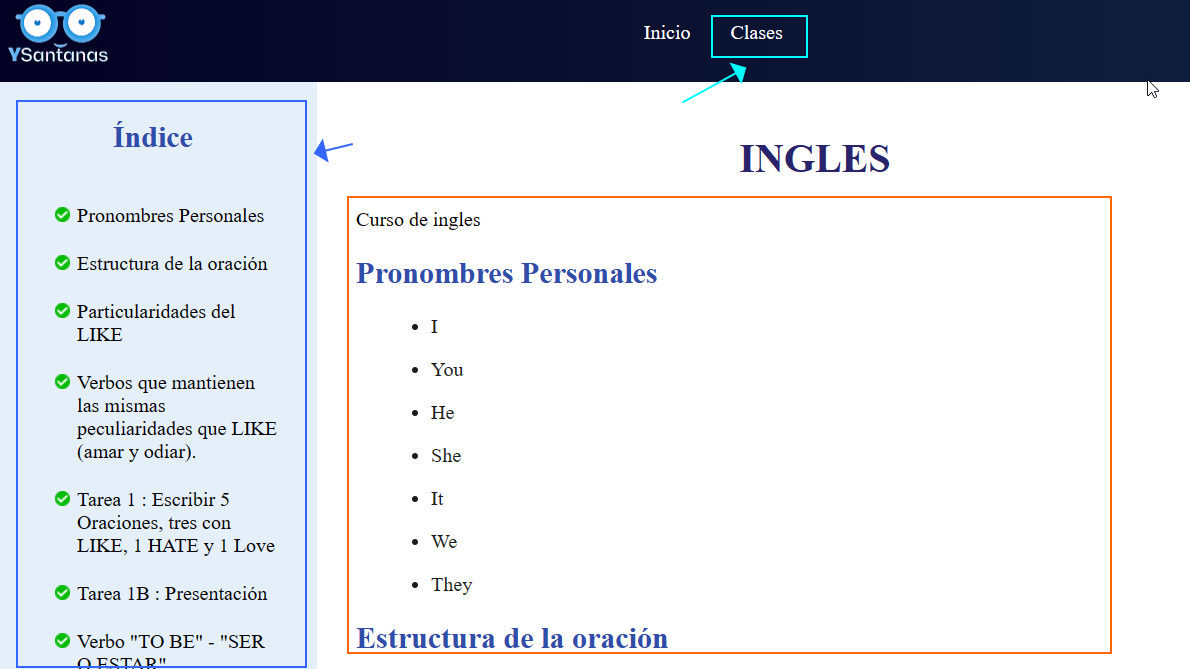 YSantanas
Inicio Clases
Índice
Pronombres Personales
Estructura de la oración
Particularidades del
LIKE
Verbos que mantienen
las mismas
peculiaridades que LIKE
(amar y odiar).
Tarea 1 : Escribir 5
Oraciones, tres con
LIKE, 1 HATE y 1 Love
Tarea 1B : Presentación
Verbo "TO BE" - "SER
O ESTAR"
INGLES
Curso de ingles
Pronombres Personales
I
You
He
She
It
We
They
Estructura de la oración